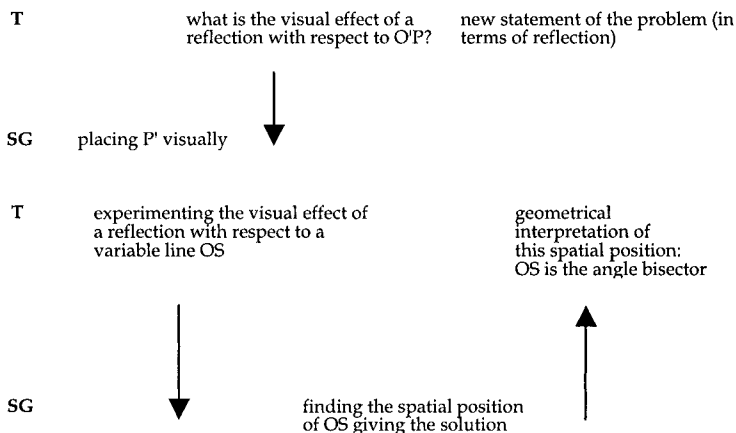 T what is the visual effect of a new statement of the problem (in
reflection with respect to O'P? terms of reflection)
SG placing P' visually
T experimenting the visual effect of geometrical
a reflection with respect to a interpretation of
variable line OS this spatial position:
OS is the angle bisector
SG finding the spatial position
of OS giving the solution